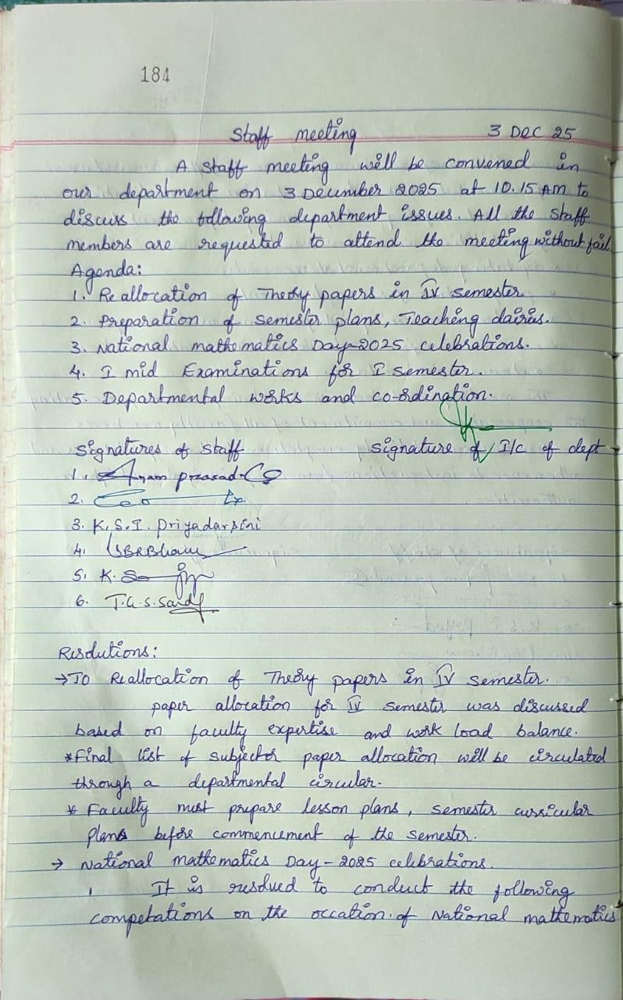 184
Staff meeting 3 Dec 25
A staff meeting will be convened in
our department on 3 December 2025 at 10.15 AM to
discuss the following department issues. All the staff
members are requested to attend the meeting without fail
Agenda:
1. Reallocation of Theory papers in IV semester
2. Preparation of semester plans, Teaching dairies.
3. National mathematics Day-2025 celebrations.
4. I mid Examinations for I semester.
5. Departmental works and co-ordination.
Signatures of staff Signature of I/c of dept
1. prasad
2.
3. K.S.I. Priyadarsini
4.
5. K.
6. T.G.S.
Resolutions:
→ To Reallocation of Theory papers in IV semester.
paper allocation for IV semester was discussed
based on faculty expertise and work load balance.
*Final list of subject or paper allocation will be circulated
through a departmental circular.
* Faculty must prepare lesson plans, semester curricular
plans before commencement of the semester.
→ National mathematics Day-2025 celebrations.
It is resolved to conduct the following
competations on the occation. of National mathematics